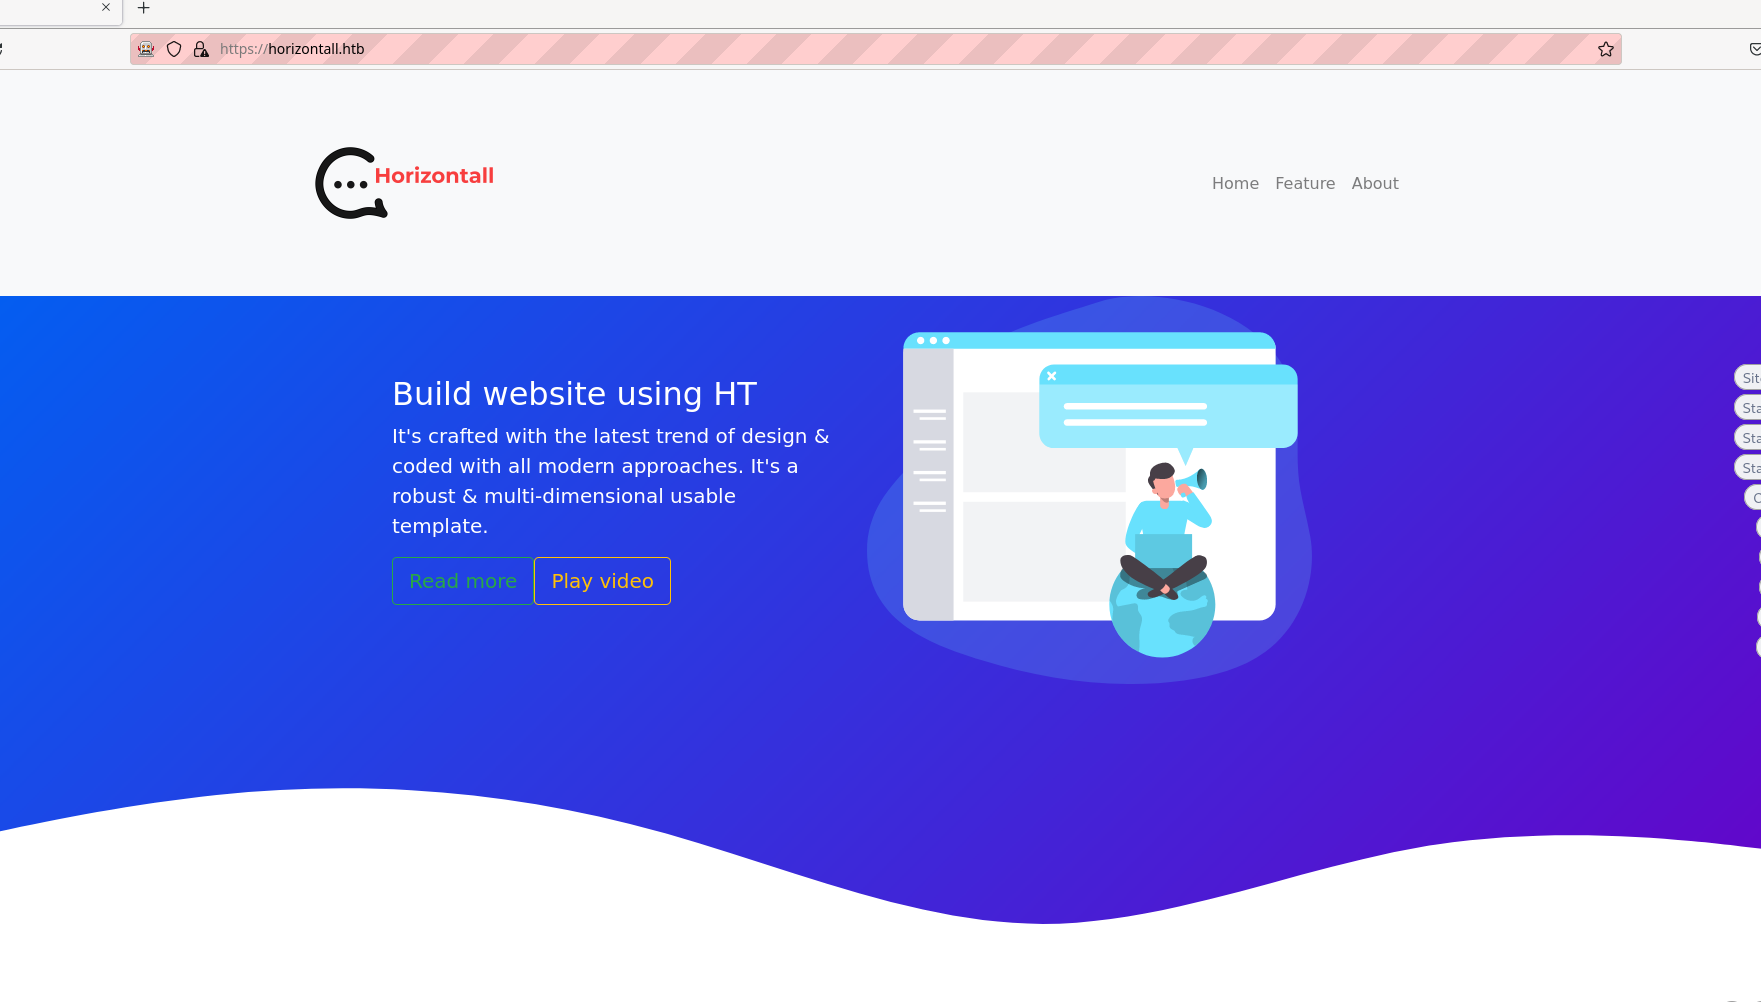 https://horizontall.htb
Horizontall
Home Feature About
Build website using HT
It's crafted with the latest trend of design &
coded with all modern approaches. It's a
robust & multi-dimensional usable
template.
Read more Play video
Sit
Sta
Sta
Sta